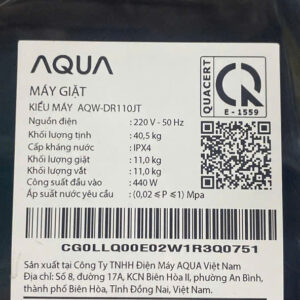 AQUA
MÁY GIẶT
KIỂU MÁY AQW-DR110JT
Nguồn điện : 220 V - 50 Hz
Khối lượng tịnh : 40,5 kg
Cấp kháng nước : IPX4
Khối lượng giặt : 11,0 kg
Khối lượng vắt : 11,0 kg
Công suất đầu vào : 440 W
Áp suất nước yêu cầu : (0,02 ≤ P ≤ 1) Mpa
QUACERT
E - 1559
CG0LLQ00E02W1R3Q0751
Sản xuất tại Công Ty TNHH Điện Máy AQUA Việt Nam
Địa chỉ: Số 8, đường 17A, KCN Biên Hòa II, phường An Bình,
thành phố Biên Hòa, Tỉnh Đồng Nai, Việt Nam